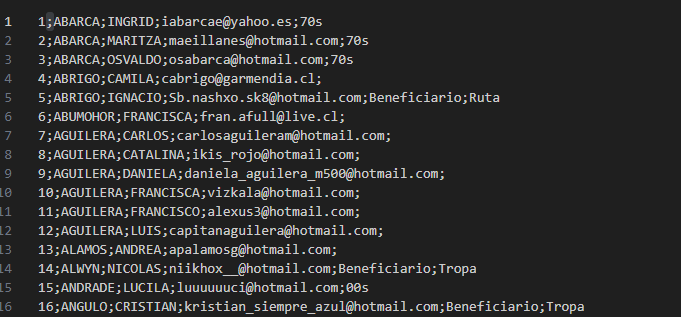 1 1;ABARCA;INGRID;iabarcae@yahoo.es;70s
2 2;ABARCA;MARITZA;maeillanes@hotmail.com;70s
3 3;ABARCA;OSVALDO;osabarca@hotmail.com;70s
4 4;ABRIGO;CAMILA;cabrigo@garmendia.cl;
5 5;ABRIGO;IGNACIO;Sb.nashxo.sk8@hotmail.com;Beneficiario;Ruta
6 6;ABUMOHOR;FRANCISCA;fran.afull@live.cl;
7 7;AGUILERA;CARLOS;carlosaguileram@hotmail.com;
8 8;AGUILERA;CATALINA;ikis_rojo@hotmail.com;
9 9;AGUILERA;DANIELA;daniela_aguilera_m500@hotmail.com;
10 10;AGUILERA;FRANCISCA;vizkala@hotmail.com;
11 11;AGUILERA;FRANCISCO;alexus3@hotmail.com;
12 12;AGUILERA;LUIS;capitanaguilera@hotmail.com;
13 13;ALAMOS;ANDREA;apalamosg@hotmail.com;
14 14;ALWYN;NICOLAS;niikhox__@hotmail.com;Beneficiario;Tropa
15 15;ANDRADE;LUCILA;luuuuuuci@hotmail.com;00s
16 16;ANGULO;CRISTIAN;kristian_siempre_azul@hotmail.com;Beneficiario;Tropa